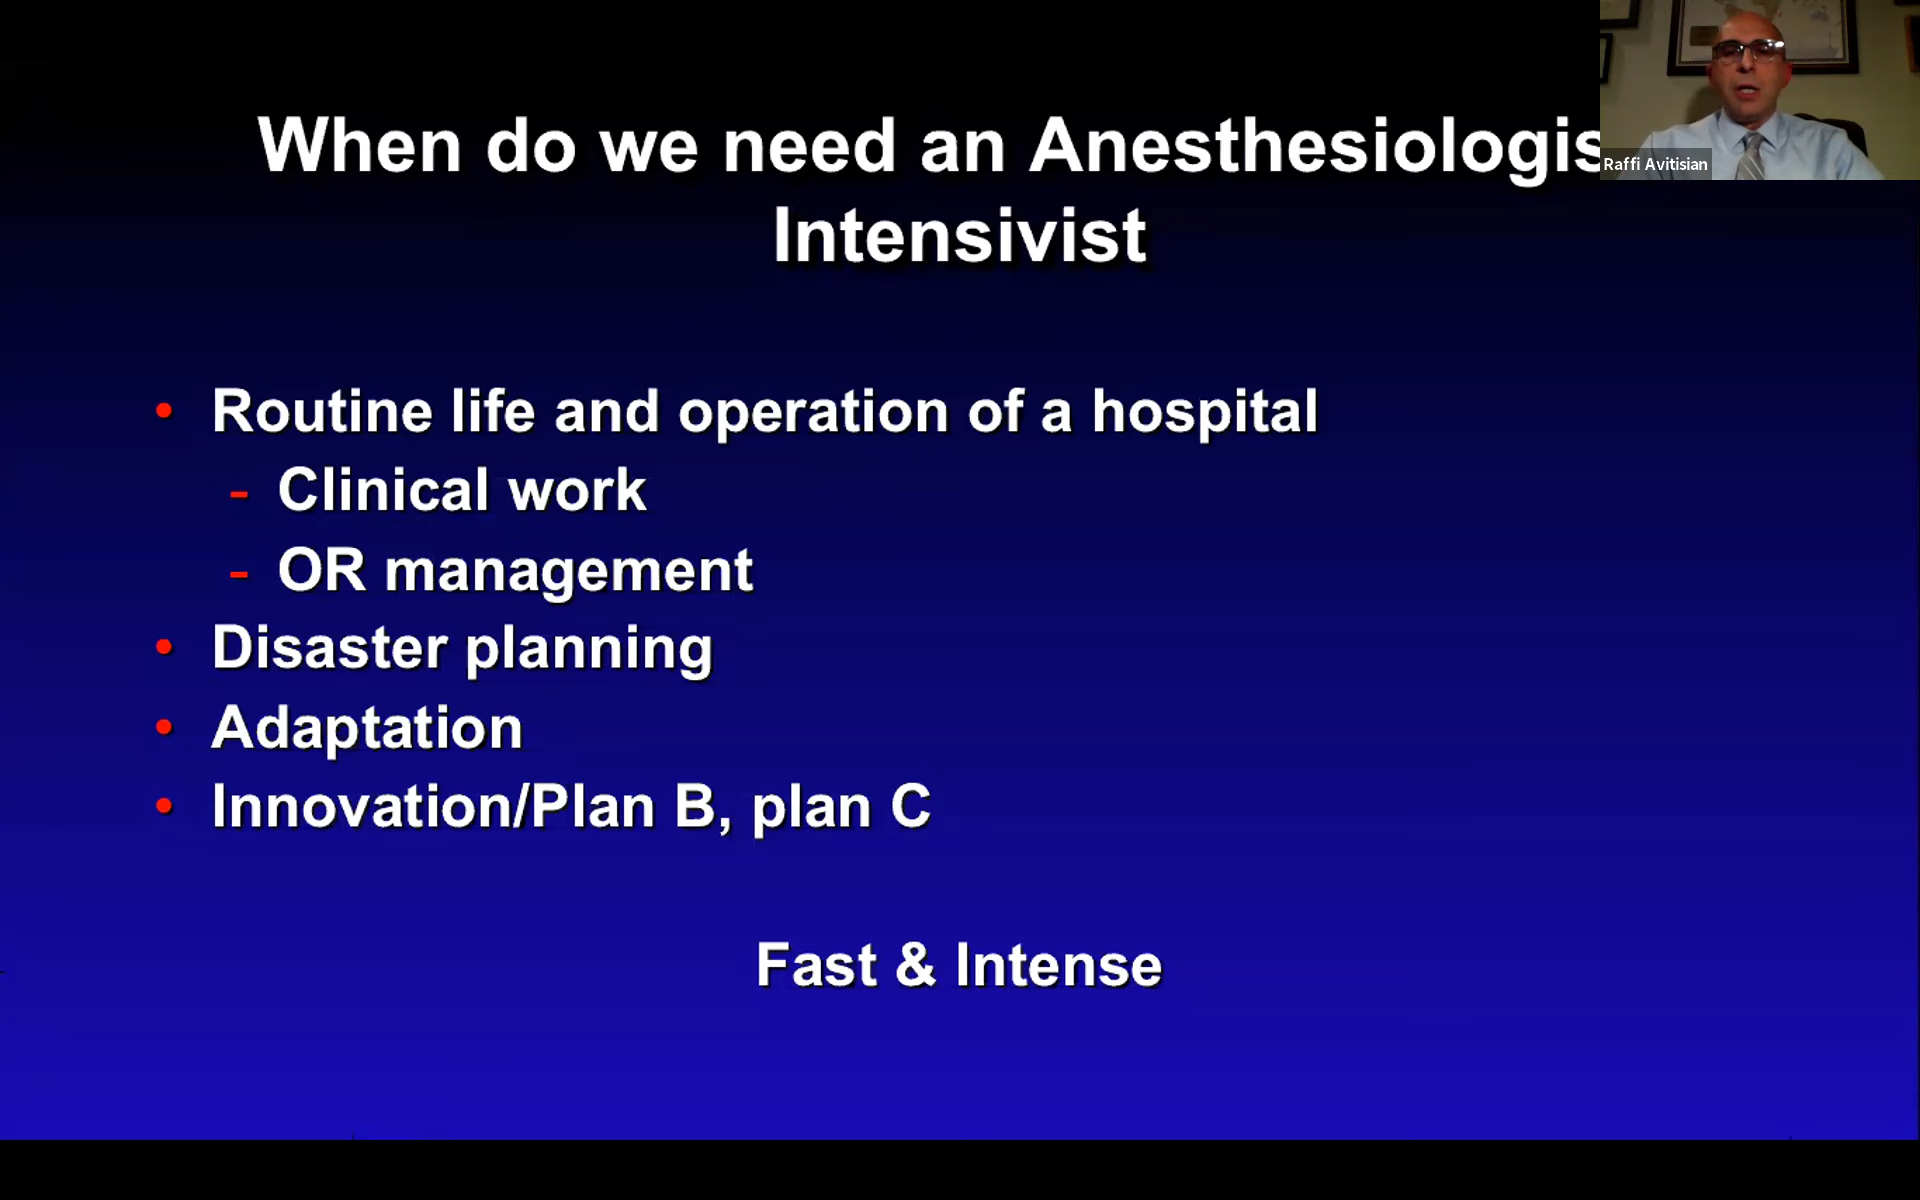 When do we need an Anesthesiologis
Intensivist
Raffi Avitisian
• Routine life and operation of a hospital
- Clinical work
- OR management
• Disaster planning
• Adaptation
• Innovation/Plan B, plan C
Fast & Intense